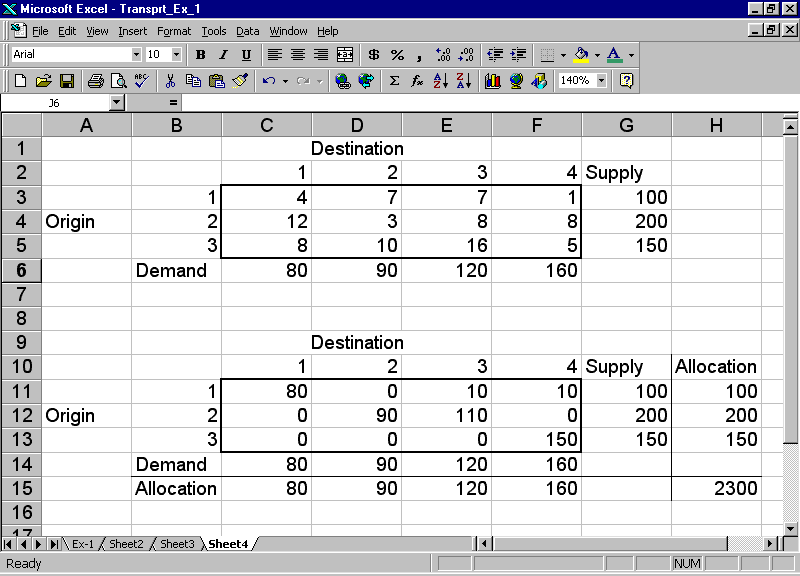 Microsoft Excel - Transprt_Ex_1
File Edit View Insert Format Tools Data Window Help
Arial 10 B I U $ % , .00 .00
Σ fx 140% ?
J6 =
A B C D E F G H
1 Destination
2 1 2 3 4 Supply
3 1 4 7 7 1 100
4 Origin 2 12 3 8 8 200
5 3 8 10 16 5 150
6 Demand 80 90 120 160
7
8
9 Destination
10 1 2 3 4 Supply Allocation
11 1 80 0 10 10 100 100
12 Origin 2 0 90 110 0 200 200
13 3 0 0 0 150 150 150
14 Demand 80 90 120 160
15 Allocation 80 90 120 160 2300
16
17
Ex-1 Sheet2 Sheet3 Sheet4
Ready NUM